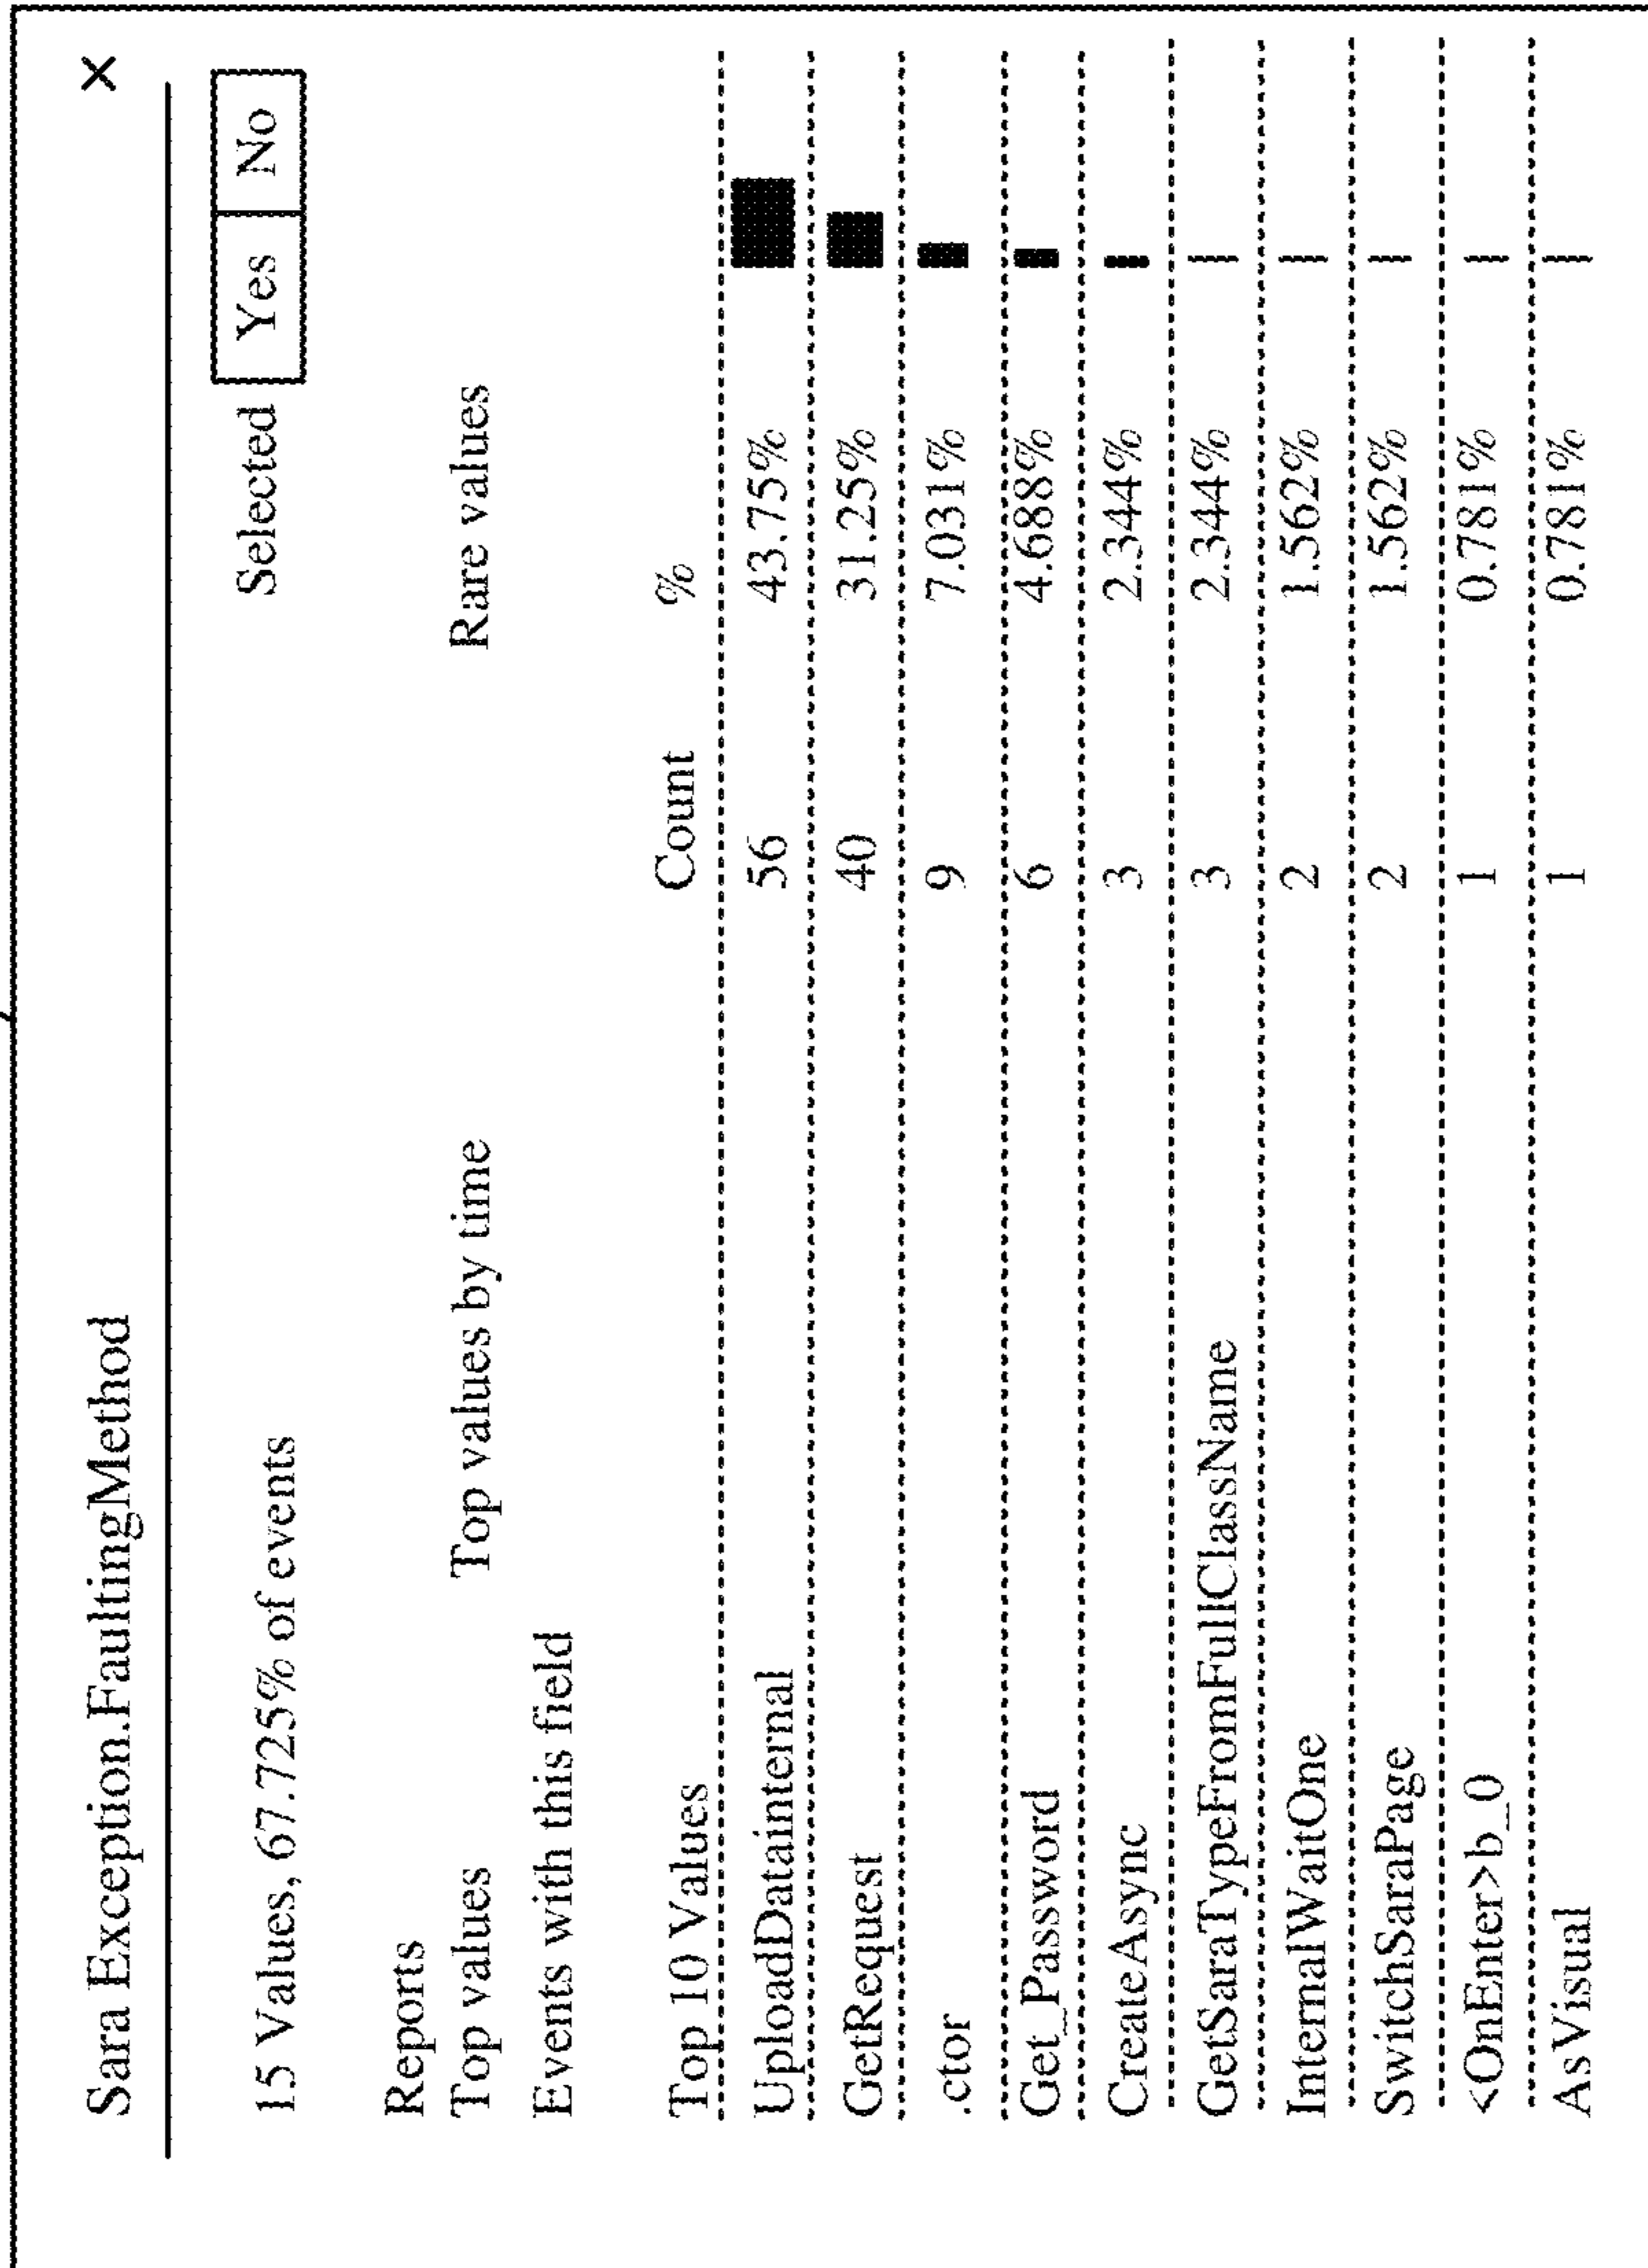 Sara Exception.FaultingMethod X
15 Values, 67.725% of events Selected Yes No
Reports
Top values Top values by time Rare values
Events with this field
Top 10 Values Count %
UploadDatainternal 56 43.75%
GetRequest 40 31.25%
.ctor 9 7.031%
Get_Password 6 4.688%
CreateAsync 3 2.344%
GetSaraTypeFromFullClassName 3 2.344%
InternalWaitOne 2 1.562%
SwitchSaraPage 2 1.562%
<OnEnter>b_0 1 0.781%
AsVisual 1 0.781%